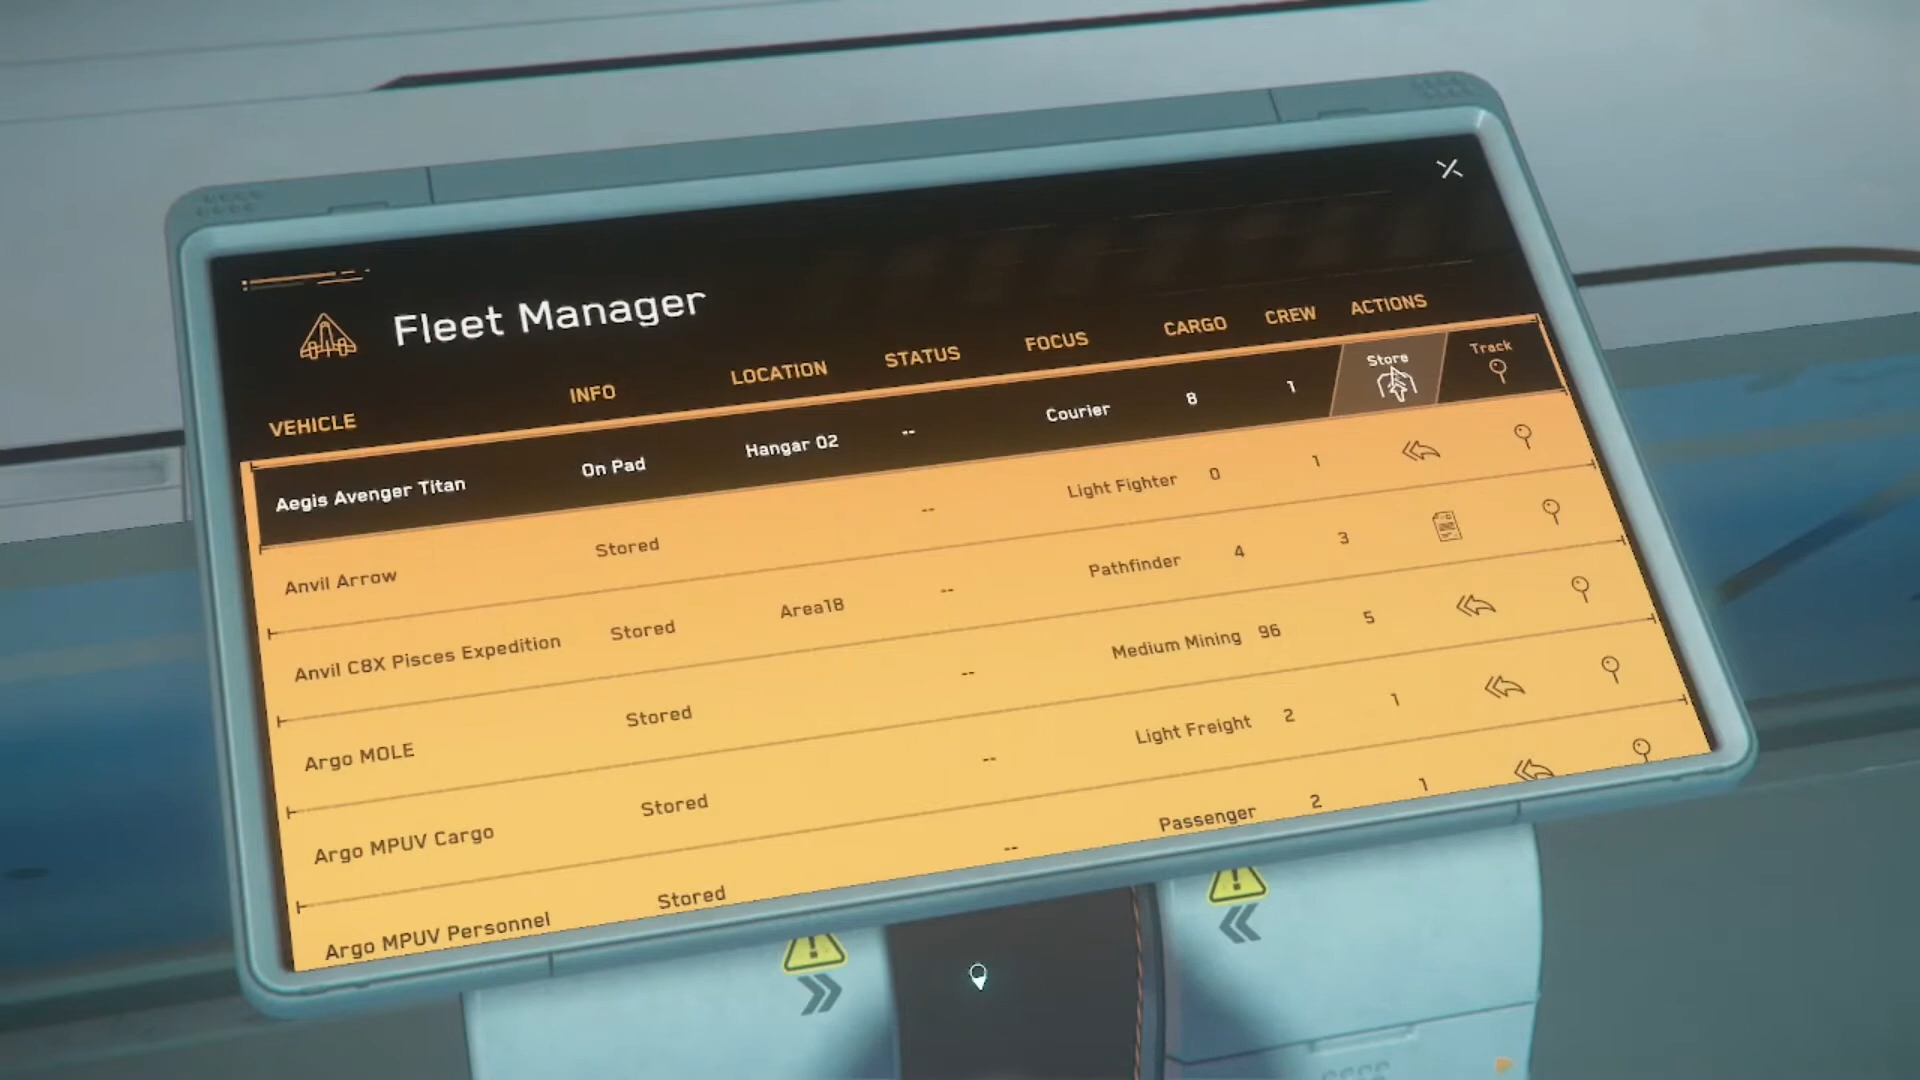 Fleet Manager
VEHICLE INFO LOCATION STATUS FOCUS CARGO CREW ACTIONS
Aegis Avenger Titan On Pad Hangar 02 -- Courier 8 1 Store Track
Anvil Arrow Stored -- Light Fighter 0 1
Anvil C8X Pisces Expedition Stored Area18 -- Pathfinder 4 3
Argo MOLE Stored -- Medium Mining 96 5
Argo MPUV Cargo Stored -- Light Freight 2 1
Argo MPUV Personnel Stored -- Passenger 2 1